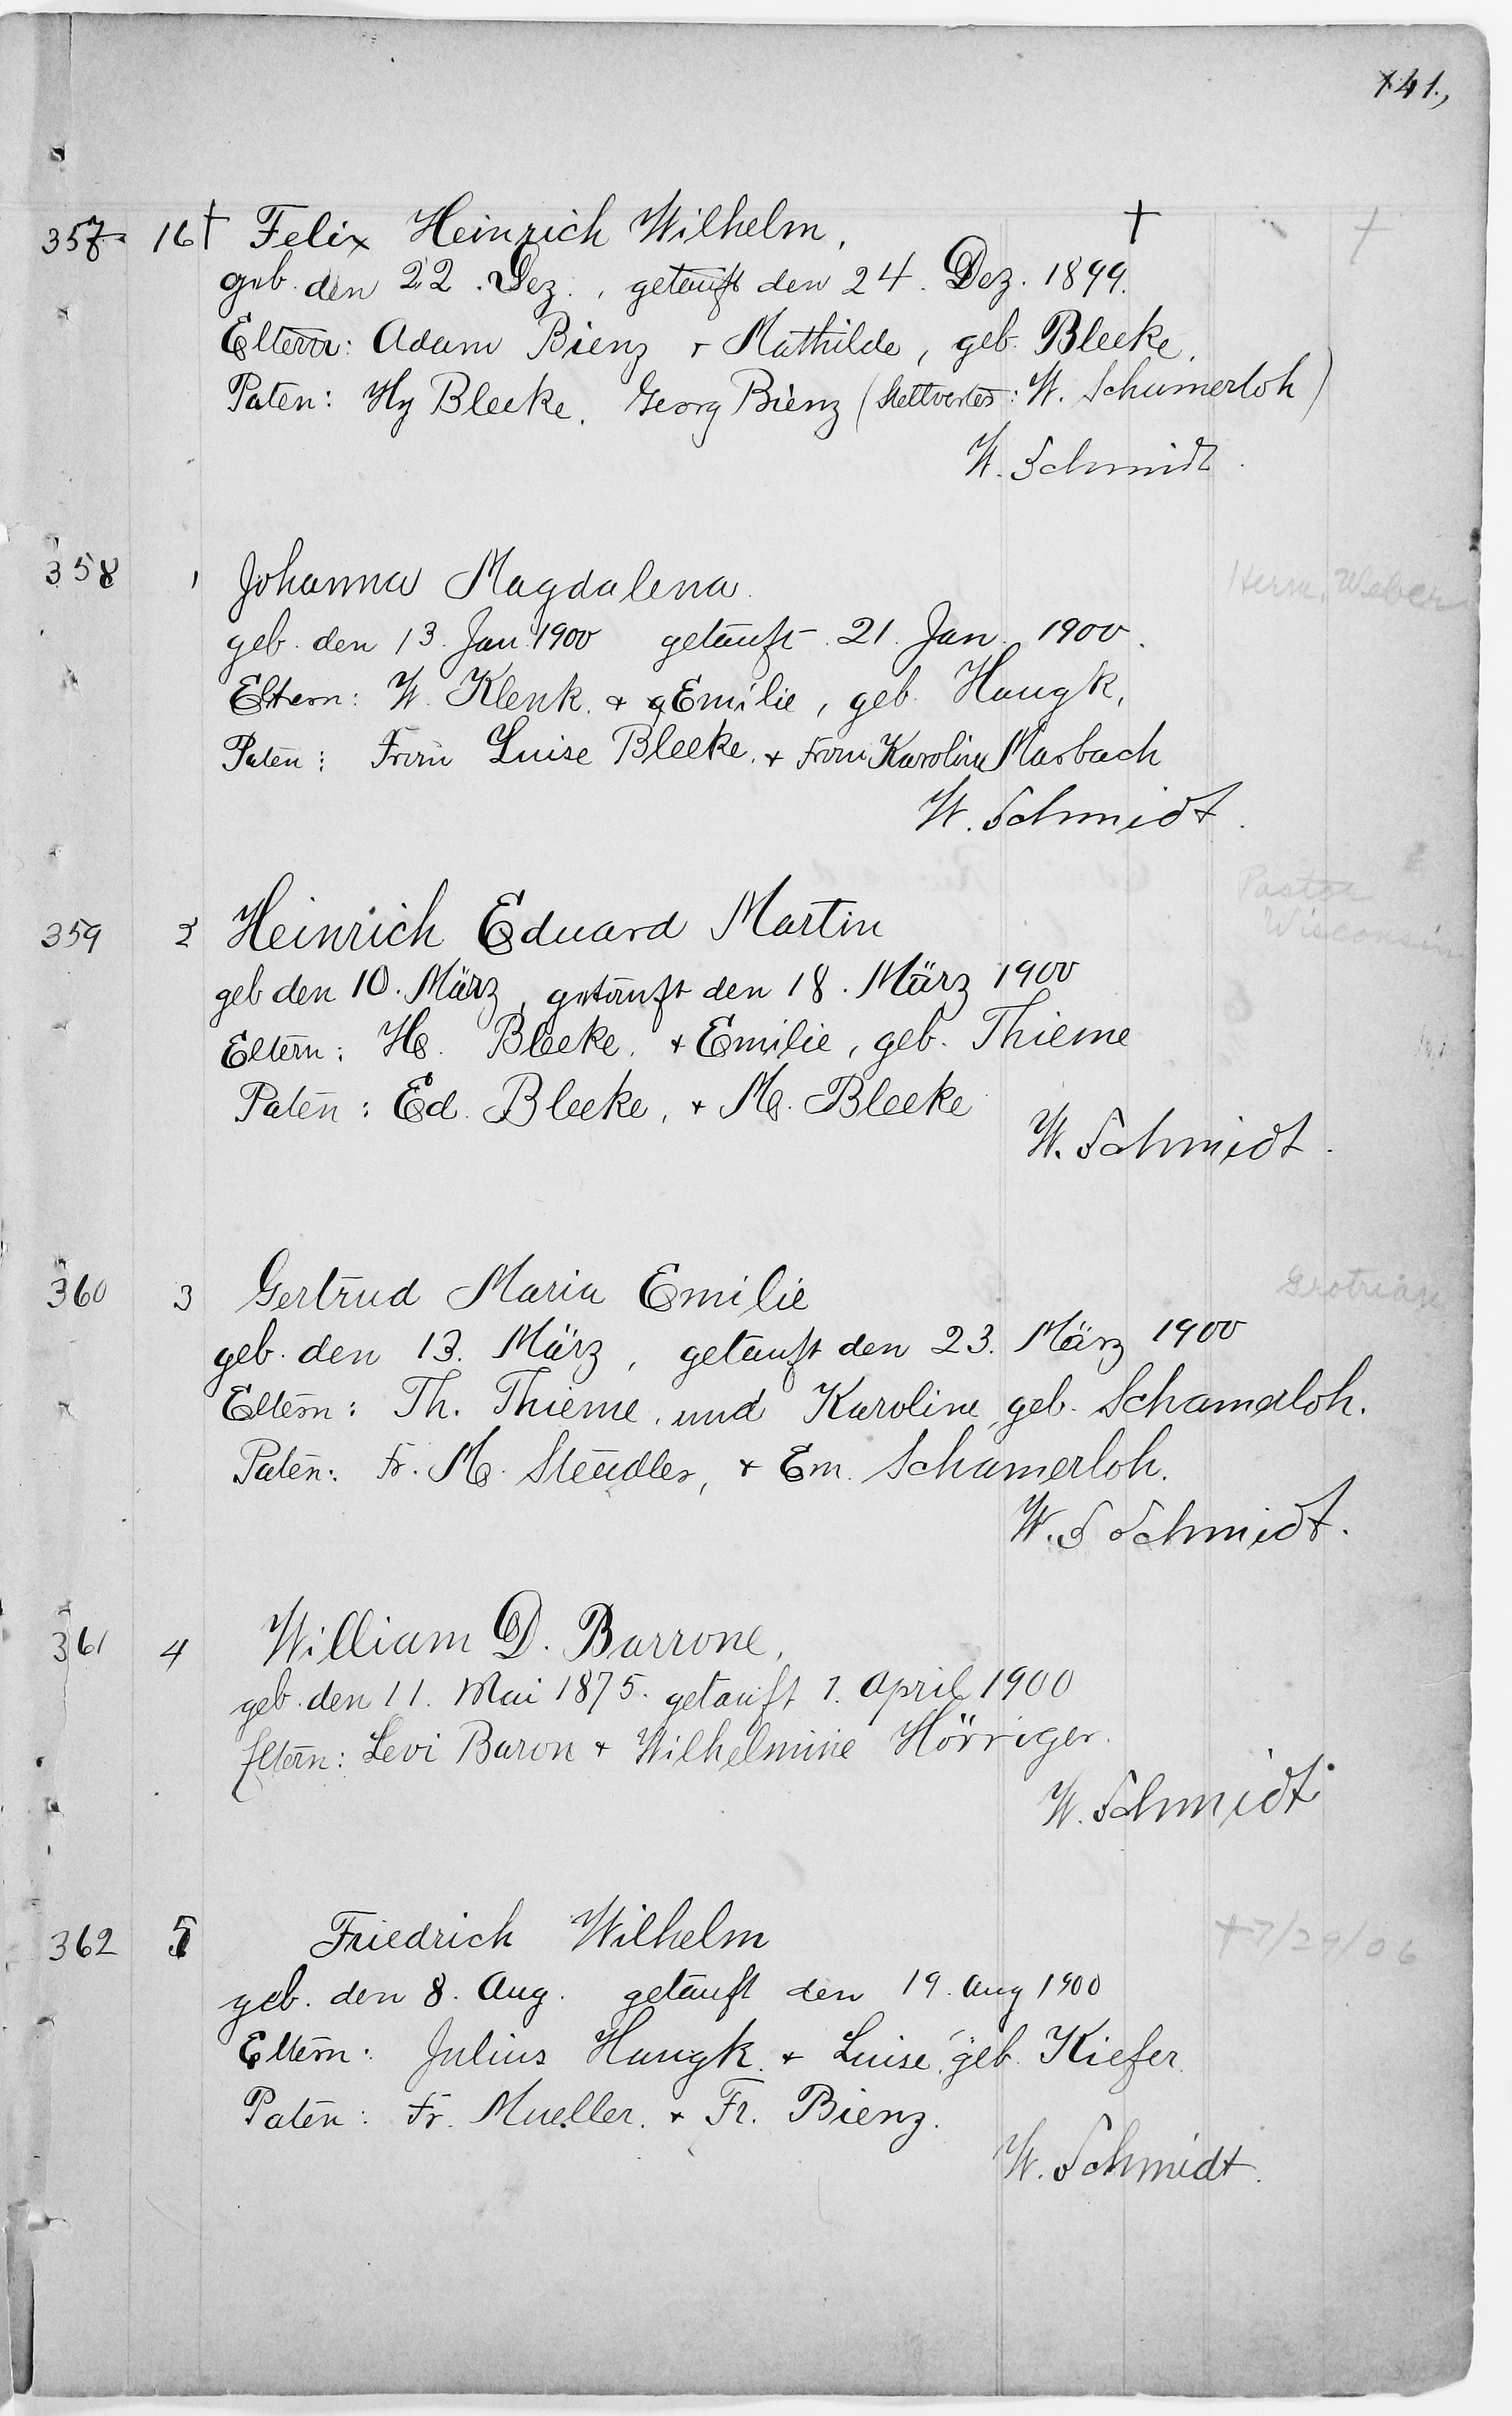 141.,
357. 16 † Felix Heinrich Wilhelm, † †
geb. den 22. Dez., getauft den 24. Dez. 1899.
Eltern: Adam Bienz + Mathilde, geb. Bleeke.
Paten: Hy Bleeke. Georg Bienz (Stellvertr: W. Schumerloh)
W. Schmidt.
358 1 Johanna Magdalena. Herm. Weber
geb. den 13. Jan. 1900 getauft 21. Jan. 1900.
Eltern: W. Klenk. + Emilie, geb. Haugk,
Paten: Frau Luise Bleeke. + Frau Karoline Marbach
W. Schmidt.
359 2 Heinrich Eduard Martin Pastor
Wisconsin
geb den 10. März, getauft den 18. März 1900
Eltern: H. Bleeke. + Emilie, geb. Thieme
Paten: Ed. Bleeke, + M. Bleeke
W. Schmidt.
360 3 Gertrud Maria Emilie Grotrian
geb. den 13. März, getauft den 23. März 1900
Eltern: Th. Thieme. und Karoline, geb. Schamerloh.
Paten: Fr. M. Steudler, + Em. Schumerloh.
W. S Schmidt.
361 4 William D. Barrone,
geb. den 11. Mai 1875. getauft 1. April 1900
Eltern: Levi Baron + Wilhelmine Hörriger.
W. Schmidt
362 5 Friedrich Wilhelm †7/29/06
geb. den 8. Aug. getauft den 19. Aug 1900
Eltern: Julius Haugk. + Luise, geb. Kiefer.
Paten: Fr. Mueller. + Fr. Bienz.
W. Schmidt.